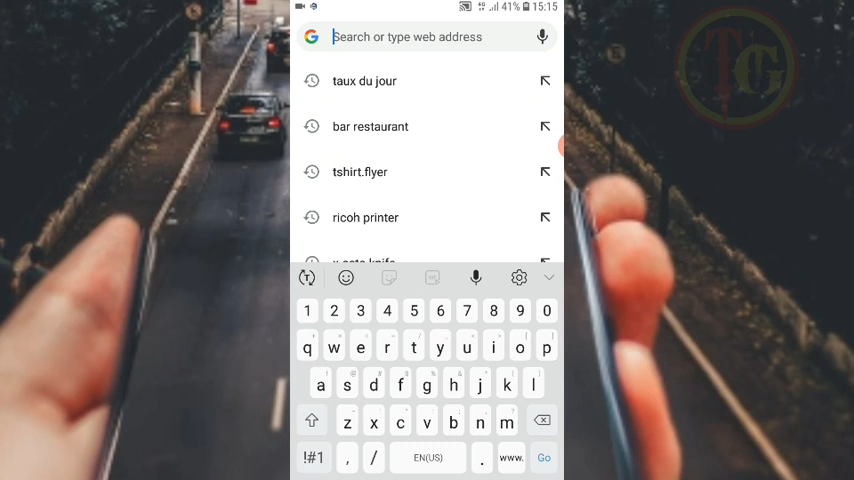 41% 15:15
Search or type web address
taux du jour
bar restaurant
tshirt.flyer
ricoh printer
1 2 3 4 5 6 7 8 9 0
q w e r t y u i o p
a s d f g h j k l
z x c v b n m
!#1 , / EN(US) . www. Go
TG